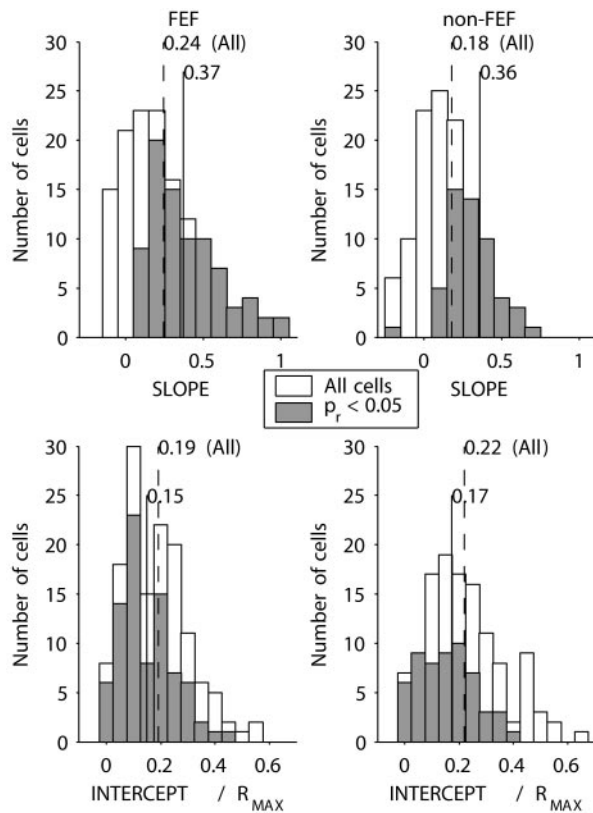 FEF
non-FEF
0.24 (All)
0.37
0.18 (All)
0.36
Number of cells
30
25
20
15
10
5
0
0
0.5
1
SLOPE
Number of cells
30
25
20
15
10
5
0
0
0.5
1
SLOPE
All cells
p_r < 0.05
0.19 (All)
0.15
0.22 (All)
0.17
Number of cells
30
25
20
15
10
5
0
0
0.2
0.4
0.6
INTERCEPT / R_MAX
Number of cells
30
25
20
15
10
5
0
0
0.2
0.4
0.6
INTERCEPT / R_MAX